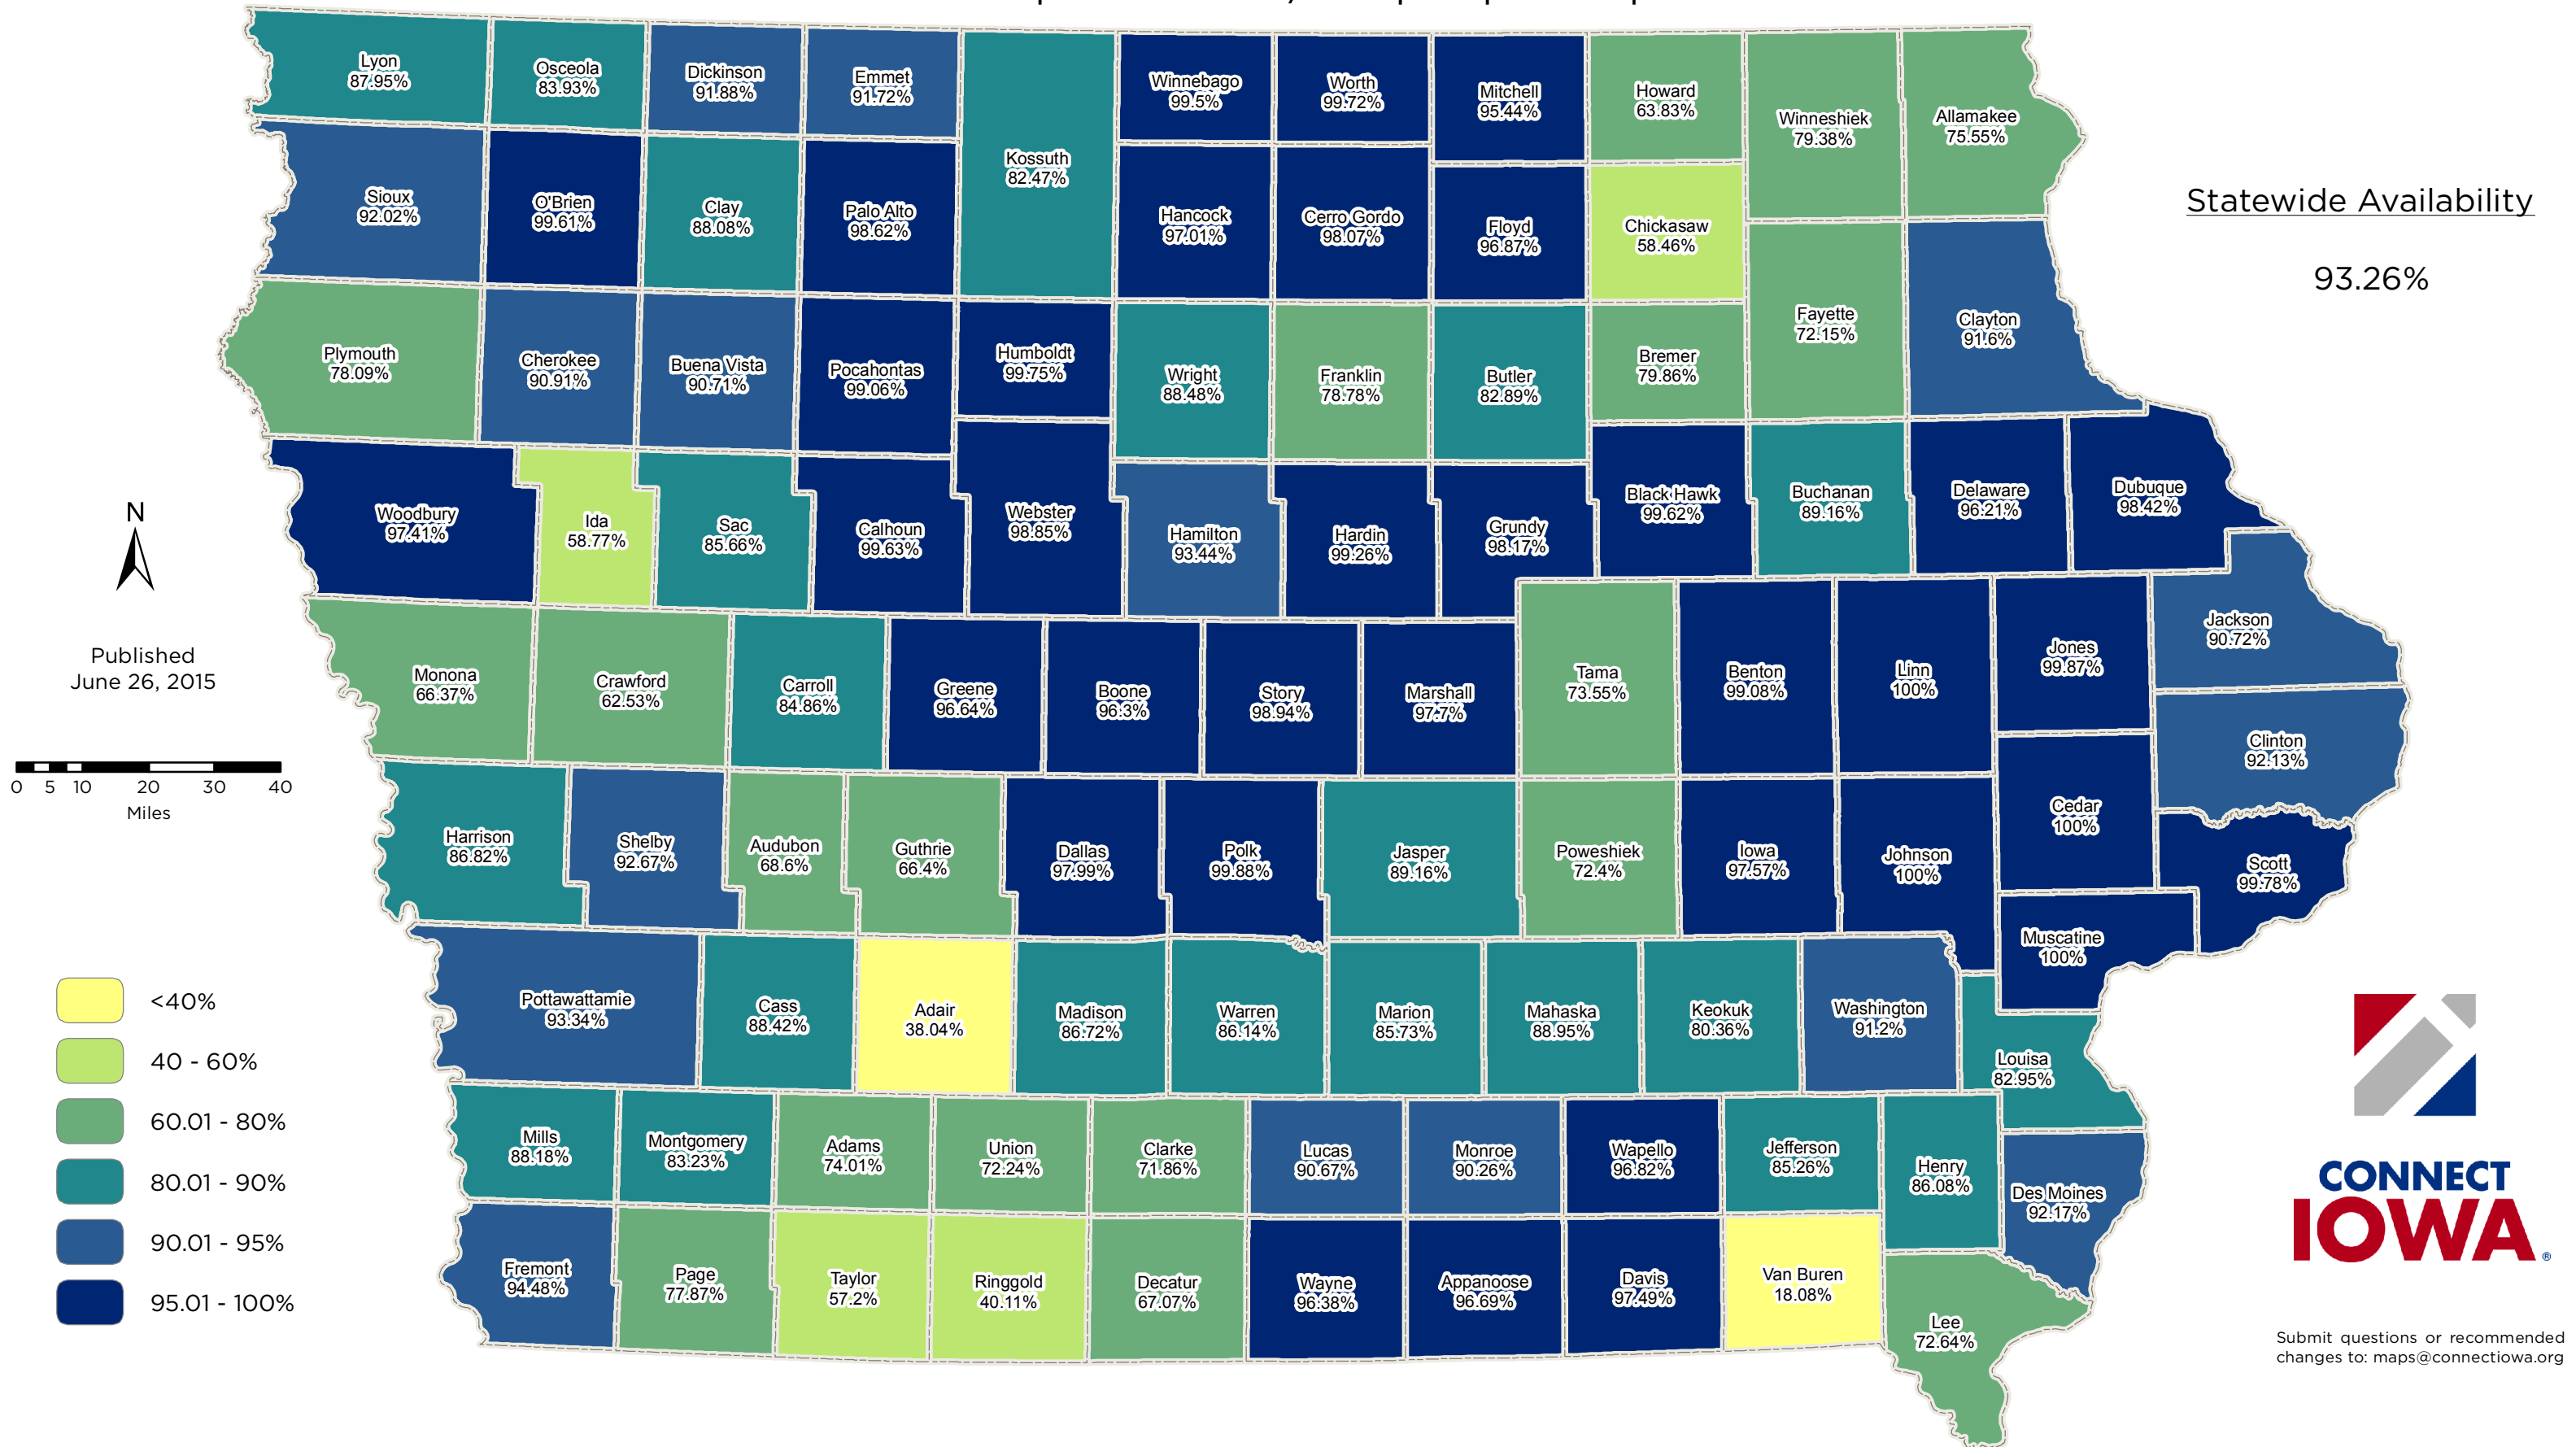 Lyon
87.95%
Osceola
83.93%
Dickinson
91.88%
Emmet
91.72%
Kossuth
82.47%
Winnebago
99.5%
Worth
99.72%
Mitchell
95.44%
Howard
63.83%
Winneshiek
79.38%
Allamakee
75.55%
Sioux
92.02%
O'Brien
99.61%
Clay
88.08%
Palo Alto
98.62%
Hancock
97.01%
Cerro Gordo
98.07%
Floyd
96.87%
Chickasaw
58.46%
Statewide Availability
93.26%
Plymouth
78.09%
Cherokee
90.91%
Buena Vista
90.71%
Pocahontas
99.06%
Humboldt
99.75%
Wright
88.48%
Franklin
78.78%
Butler
82.89%
Bremer
79.86%
Fayette
72.15%
Clayton
91.6%
Woodbury
97.41%
Ida
58.77%
Sac
85.66%
Calhoun
99.63%
Webster
98.85%
Hamilton
93.44%
Hardin
99.26%
Grundy
98.17%
Black Hawk
99.62%
Buchanan
89.16%
Delaware
96.21%
Dubuque
98.42%
N
Published
June 26, 2015
0 5 10 20 30 40
Miles
Monona
66.37%
Crawford
62.53%
Carroll
84.86%
Greene
96.64%
Boone
96.3%
Story
98.94%
Marshall
97.7%
Tama
73.55%
Benton
99.08%
Linn
100%
Jones
99.87%
Jackson
90.72%
Clinton
92.13%
Harrison
86.82%
Shelby
92.67%
Audubon
68.6%
Guthrie
66.4%
Dallas
97.99%
Polk
99.88%
Jasper
89.16%
Poweshiek
72.4%
Iowa
97.57%
Johnson
100%
Cedar
100%
Scott
99.78%
Muscatine
100%
Pottawattamie
93.34%
Cass
88.42%
Adair
38.04%
Madison
86.72%
Warren
86.14%
Marion
85.73%
Mahaska
88.95%
Keokuk
80.36%
Washington
91.2%
Louisa
82.95%
Mills
88.18%
Montgomery
83.23%
Adams
74.01%
Union
72.24%
Clarke
71.86%
Lucas
90.67%
Monroe
90.26%
Wapello
96.82%
Jefferson
85.26%
Henry
86.08%
Des Moines
92.17%
Fremont
94.48%
Page
77.87%
Taylor
57.2%
Ringgold
40.11%
Decatur
67.07%
Wayne
96.38%
Appanoose
96.69%
Davis
97.49%
Van Buren
18.08%
Lee
72.64%
<40%
40 - 60%
60.01 - 80%
80.01 - 90%
90.01 - 95%
95.01 - 100%
CONNECT
IOWA®
Submit questions or recommended
changes to: maps@connectiowa.org